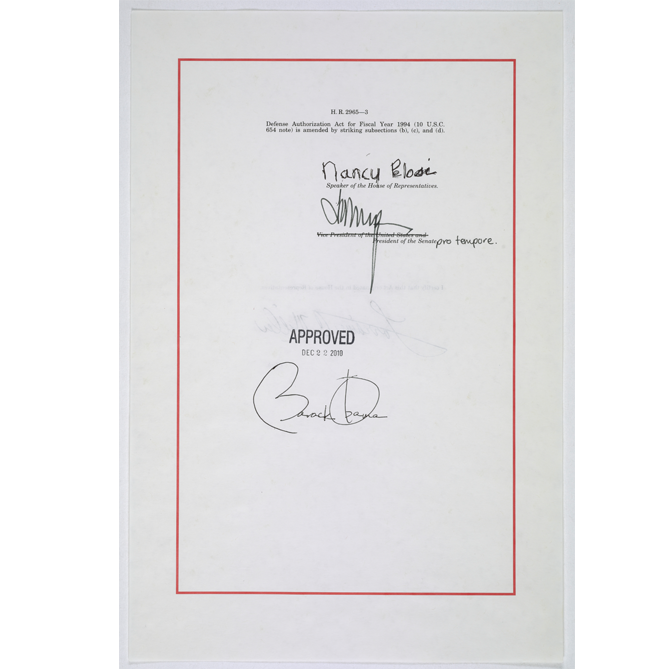 H. R. 2965—3
Defense Authorization Act for Fiscal Year 1994 (10 U.S.C.
654 note) is amended by striking subsections (b), (c), and (d).
Nancy Pelosi
Speaker of the House of Representatives.
Vice President of the United States and
President of the Senate pro tempore.
APPROVED
DEC 22 2010
Barack Obama